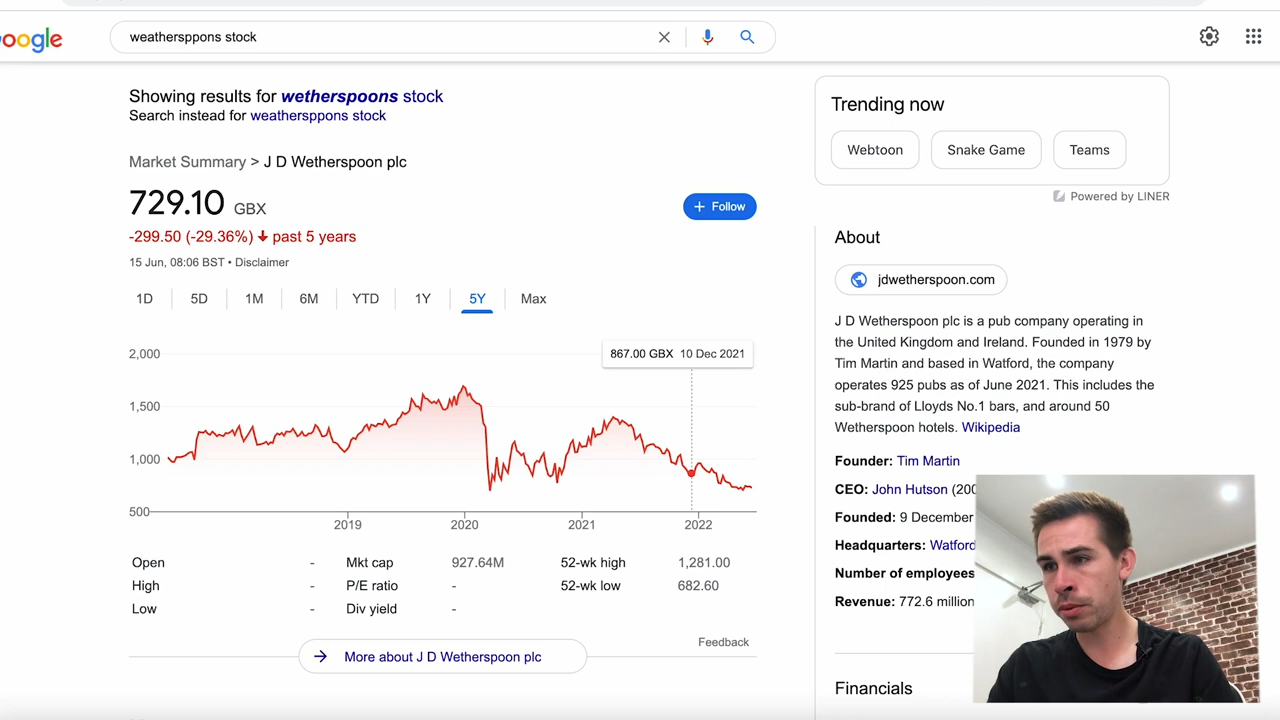 oogle
weathersppons stock
Showing results for wetherspoons stock
Search instead for weathersppons stock
Market Summary > J D Wetherspoon plc
729.10 GBX
+ Follow
-299.50 (-29.36%) past 5 years
15 Jun, 08:06 BST • Disclaimer
1D 5D 1M 6M YTD 1Y 5Y Max
867.00 GBX 10 Dec 2021
2,000
1,500
1,000
500
2019 2020 2021 2022
Open - Mkt cap 927.64M 52-wk high 1,281.00
High - P/E ratio - 52-wk low 682.60
Low - Div yield -
Feedback
More about J D Wetherspoon plc
Trending now
Webtoon Snake Game Teams
Powered by LINER
About
jdwetherspoon.com
J D Wetherspoon plc is a pub company operating in
the United Kingdom and Ireland. Founded in 1979 by
Tim Martin and based in Watford, the company
operates 925 pubs as of June 2021. This includes the
sub-brand of Lloyds No.1 bars, and around 50
Wetherspoon hotels. Wikipedia
Founder: Tim Martin
CEO: John Hutson (200
Founded: 9 December
Headquarters: Watford
Number of employees
Revenue: 772.6 million
Financials